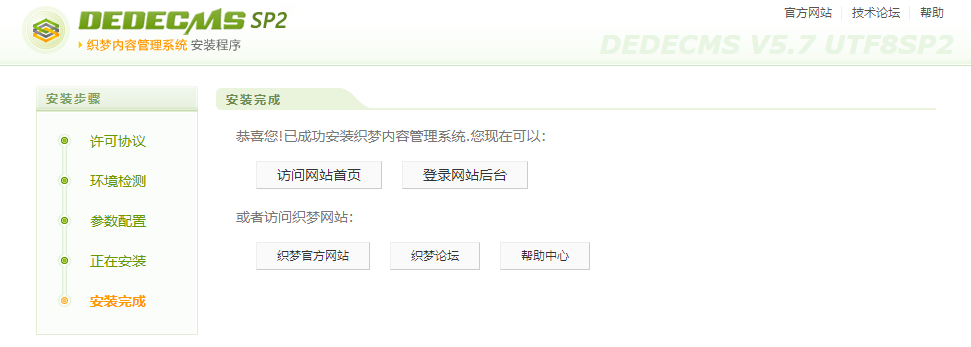 DEDECMS SP2
织梦内容管理系统 安装程序
官方网站 技术论坛 帮助
DEDECMS V5.7 UTF8SP2
安装步骤
许可协议
环境检测
参数配置
正在安装
安装完成
安装完成
恭喜您!已成功安装织梦内容管理系统.您现在可以:
访问网站首页 登录网站后台
或者访问织梦网站:
织梦官方网站 织梦论坛 帮助中心